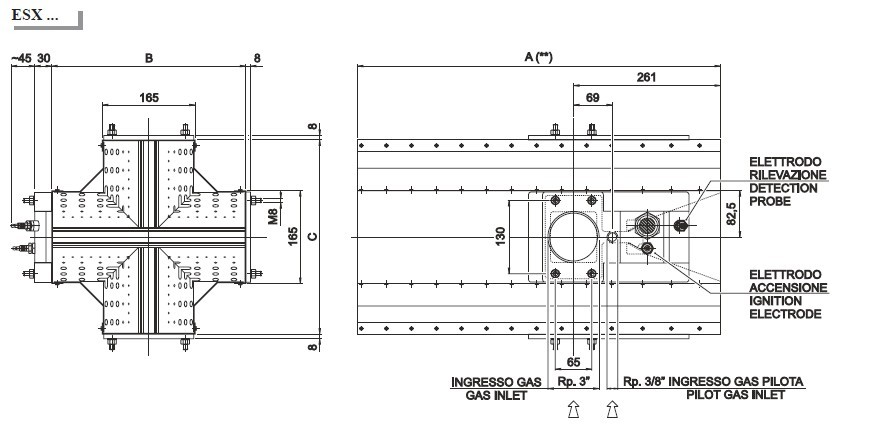 ESX ...
~45
30
B
8
165
8
M8
165
C
8
A (**)
261
69
ELETTRODO
RILEVAZIONE
DETECTION
PROBE
82,5
130
ELETTRODO
ACCENSIONE
IGNITION
ELECTRODE
65
INGRESSO GAS
GAS INLET
Rp. 3"
Rp. 3/8" INGRESSO GAS PILOTA
PILOT GAS INLET